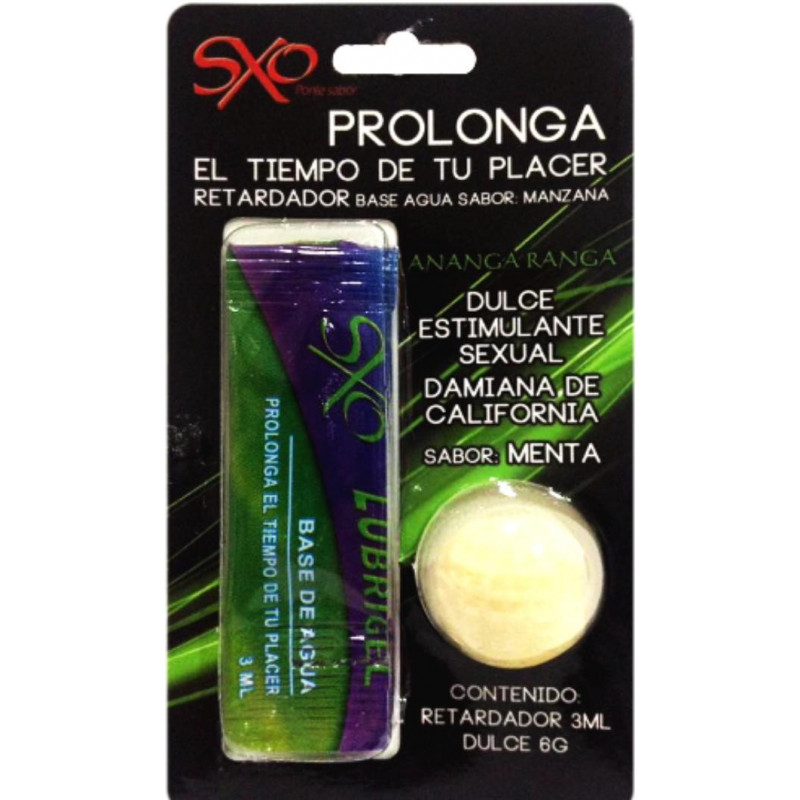 SXO
Ponle sabor
PROLONGA
EL TIEMPO DE TU PLACER
RETARDADOR BASE AGUA SABOR: MANZANA
ANANGA RANGA
DULCE
ESTIMULANTE
SEXUAL
DAMIANA DE
CALIFORNIA
SABOR: MENTA
SXO LUBRIGEL
BASE DE AGUA
PROLONGA EL TIEMPO DE TU PLACER
3 ML
CONTENIDO:
RETARDADOR 3ML
DULCE 6G